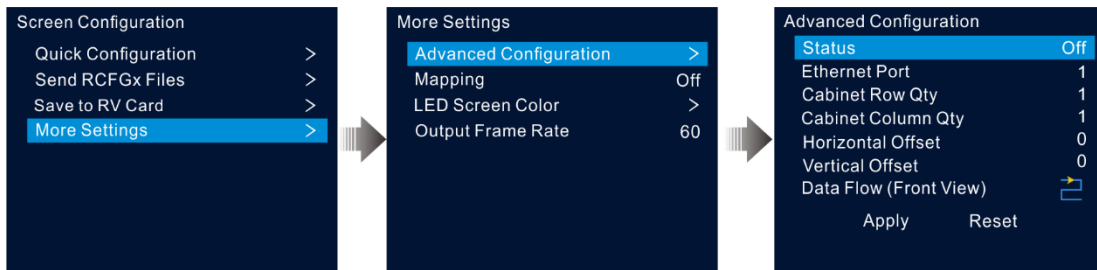 Screen Configuration
Quick Configuration >
Send RCFGx Files >
Save to RV Card >
More Settings >
More Settings
Advanced Configuration >
Mapping Off
LED Screen Color >
Output Frame Rate 60
Advanced Configuration
Status Off
Ethernet Port 1
Cabinet Row Qty 1
Cabinet Column Qty 1
Horizontal Offset 0
Vertical Offset 0
Data Flow (Front View)
Apply Reset